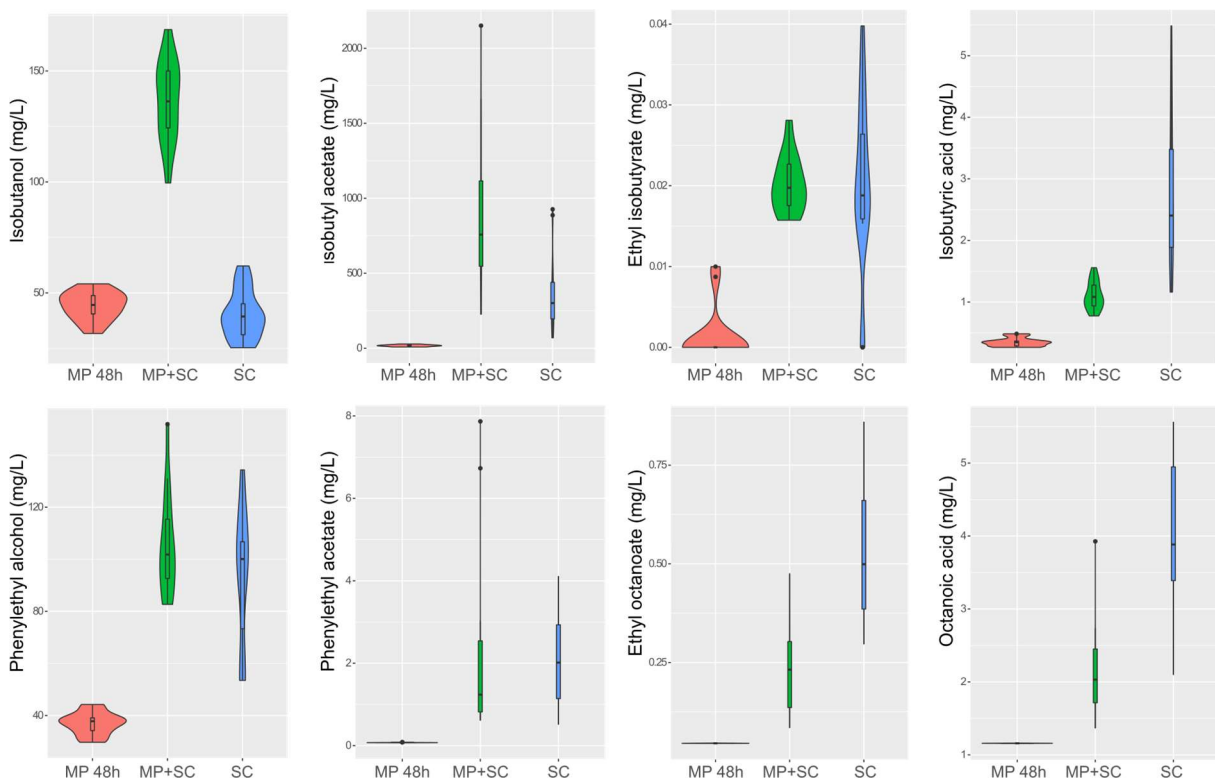 Isobutanol (mg/L)
150
100
50
MP 48h MP+SC SC
Isobutyl acetate (mg/L)
2000
1500
1000
500
0
MP 48h MP+SC SC
Ethyl isobutyrate (mg/L)
0.04
0.03
0.02
0.01
0.00
MP 48h MP+SC SC
Isobutyric acid (mg/L)
5
4
3
2
1
MP 48h MP+SC SC
Phenylethyl alcohol (mg/L)
120
80
40
MP 48h MP+SC SC
Phenylethyl acetate (mg/L)
8
6
4
2
0
MP 48h MP+SC SC
Ethyl octanoate (mg/L)
0.75
0.50
0.25
MP 48h MP+SC SC
Octanoic acid (mg/L)
5
4
3
2
1
MP 48h MP+SC SC